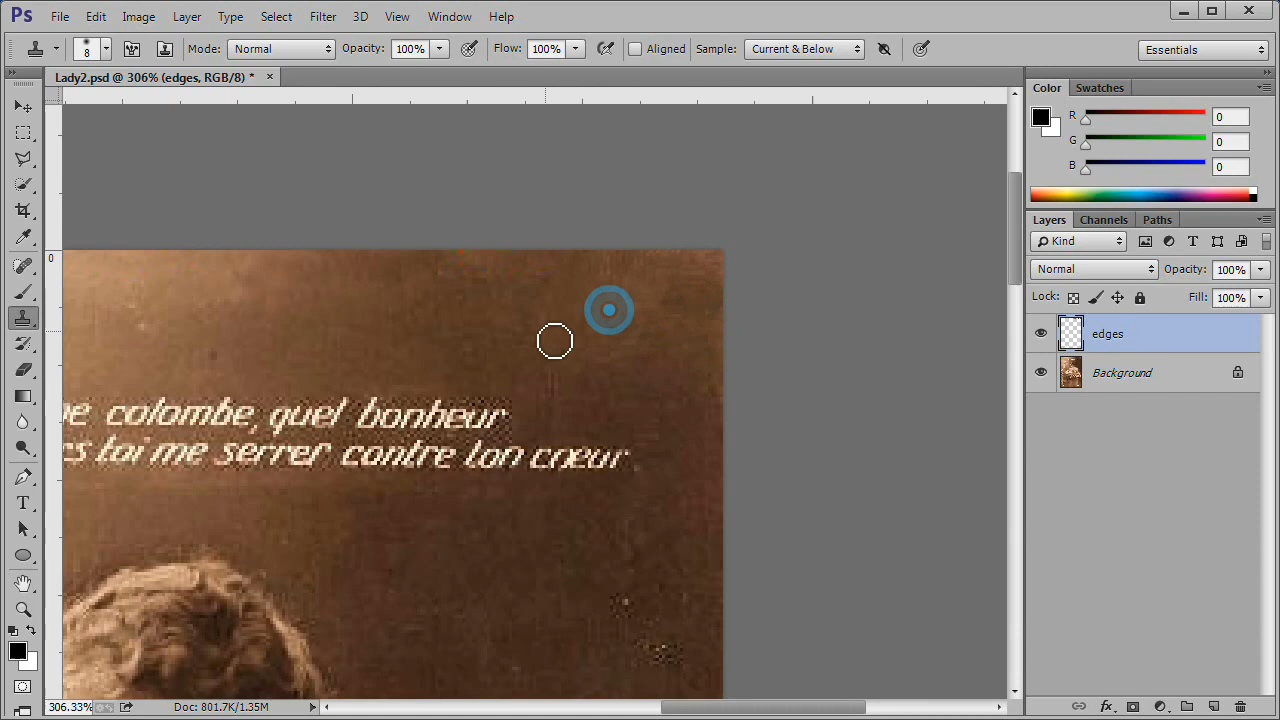 Ps File Edit Image Layer Type Select Filter 3D View Window Help
8 Mode: Normal Opacity: 100% Flow: 100% Aligned Sample: Current & Below Essentials
Lady2.psd @ 306% (edges, RGB/8) * ×
0
colombe, quel bonheur
toi me serrer contre ton cœur
306.33% Doc: 801.7K/1.35M
Color Swatches
R 0
G 0
B 0
Layers Channels Paths
Kind
Normal Opacity: 100%
Lock: Fill: 100%
edges
Background
fx